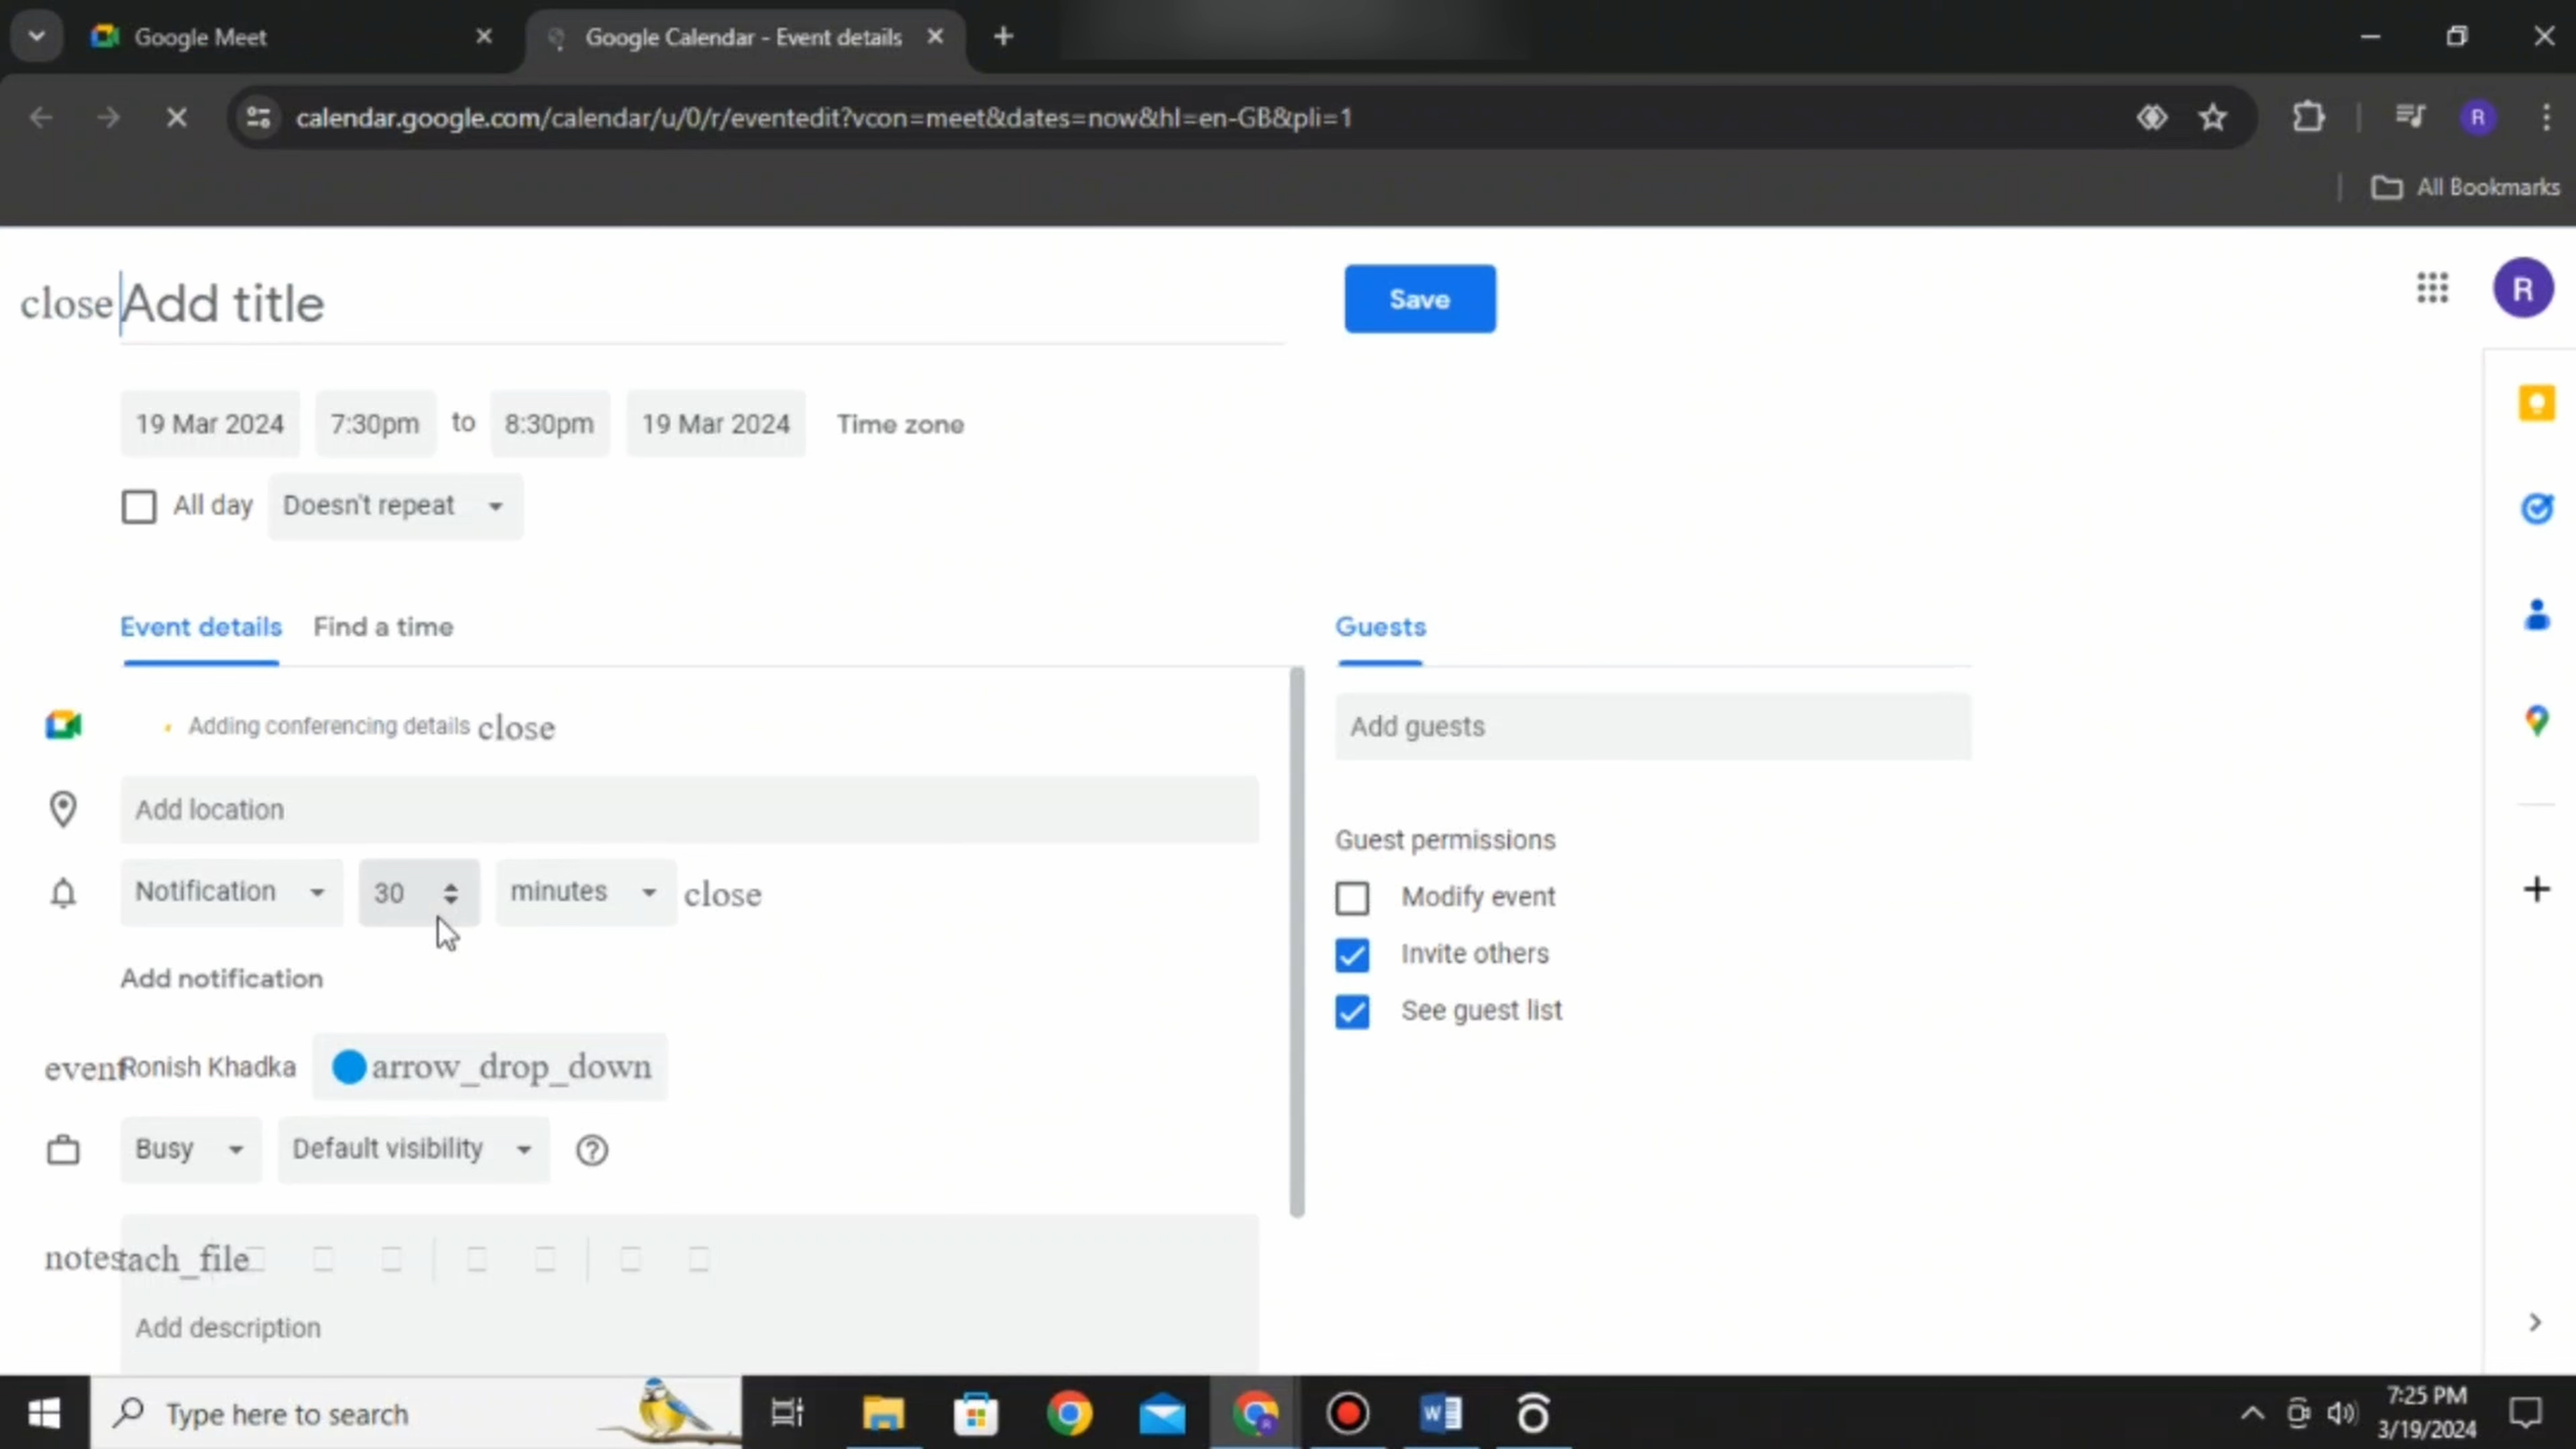 Google Meet
Google Calendar - Event details
calendar.google.com/calendar/u/0/r/eventedit?vcon=meet&dates=now&hl=en-GB&pli=1
R
All Bookmarks
close Add title
Save
R
19 Mar 2024 7:30pm to 8:30pm 19 Mar 2024 Time zone
All day Doesn't repeat
Event details Find a time
Guests
Adding conferencing details close
Add guests
Add location
Guest permissions
Notification 30 minutes close
Modify event
Invite others
Add notification
See guest list
event Ronish Khadka arrow_drop_down
Busy Default visibility
notes tach_file
Add description
Type here to search
W
7:25 PM
3/19/2024